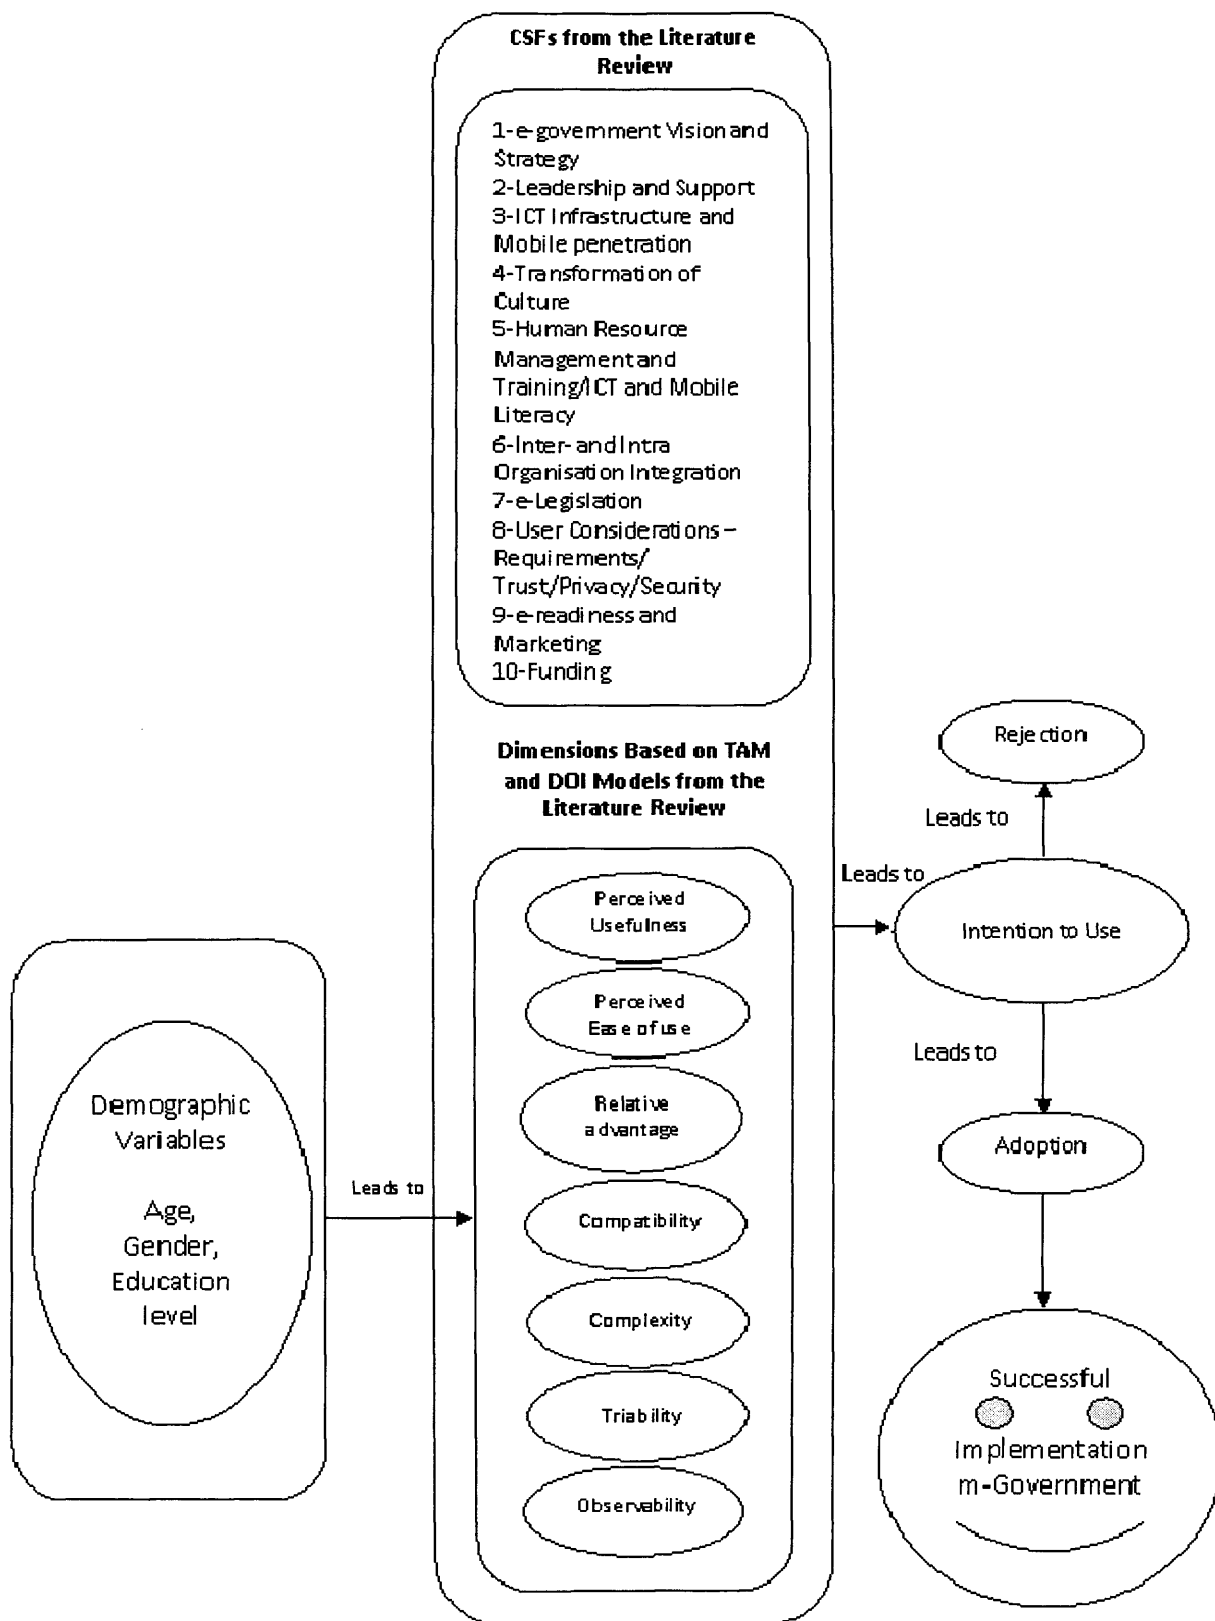 CSFs from the Literature
Review
1-e-government Vision and
Strategy
2-Leadership and Support
3-ICT Infrastructure and
Mobile penetration
4-Transformation of
Culture
5-Human Resource
Management and
Training/ICT and Mobile
Literacy
6-Inter- and Intra
Organisation Integration
7-e-Legislation
8-User Considerations –
Requirements/
Trust/Privacy/Security
9-e-readiness and
Marketing
10-Funding
Dimensions Based on TAM
and DOI Models from the
Literature Review
Perceived
Usefulness
Perceived
Ease of use
Relative
advantage
Compatibility
Complexity
Triability
Observability
Demographic
Variables
Age,
Gender,
Education
level
Leads to
Leads to
Rejection
Leads to
Intention to Use
Leads to
Adoption
Successful
Implementation
m-Government